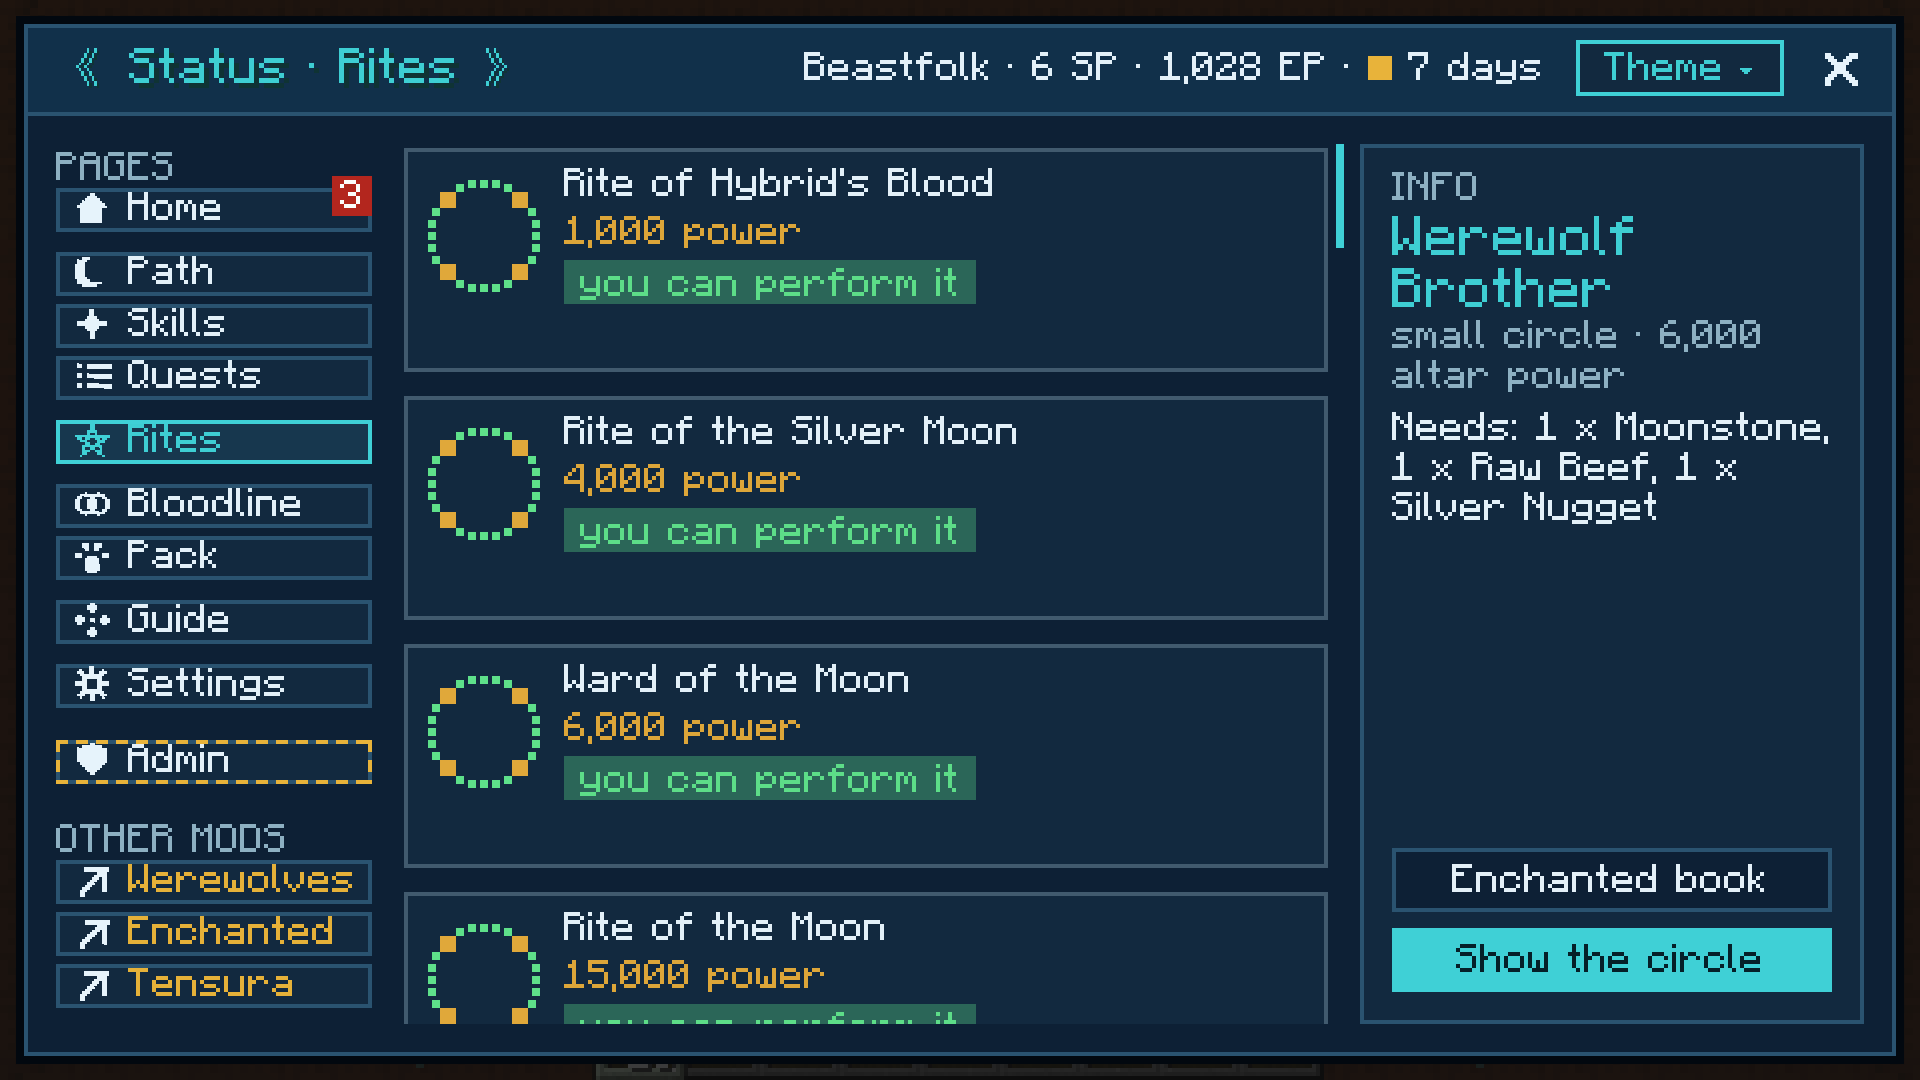 《 Status · Rites 》
Beastfolk · 6 SP · 1,028 EP · 7 days
Theme
PAGES
Home
3
Path
Skills
Quests
Rites
Bloodline
Pack
Guide
Settings
Admin
OTHER MODS
Werewolves
Enchanted
Tensura
Rite of Hybrid's Blood
1,000 power
you can perform it
Rite of the Silver Moon
4,000 power
you can perform it
Ward of the Moon
6,000 power
you can perform it
Rite of the Moon
15,000 power
you can perform it
INFO
Werewolf
Brother
small circle · 6,000
altar power
Needs: 1 x Moonstone,
1 x Raw Beef, 1 x
Silver Nugget
Enchanted book
Show the circle